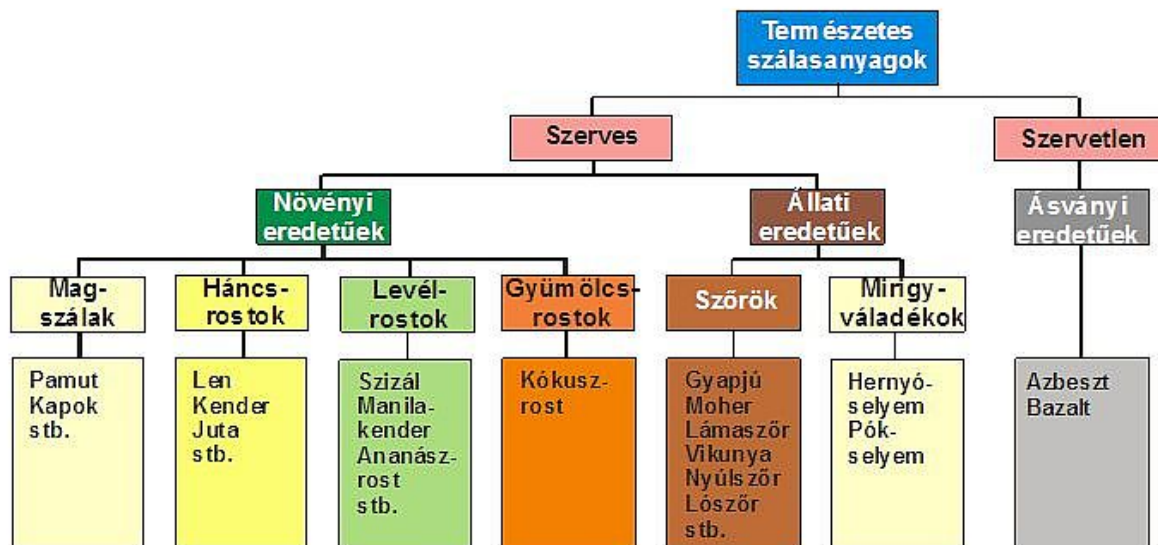 Természetes
szálasanyagok
Szerves
Szervetlen
Növényi
eredetűek
Állati
eredetűek
Ásványi
eredetűek
Mag-
szálak
Háncs-
rostok
Levél-
rostok
Gyümölcs-
rostok
Szőrök
Mirigy-
váladékok
Pamut
Kapok
stb.
Len
Kender
Juta
stb.
Szizál
Manila-
kender
Ananász-
rost
stb.
Kókusz-
rost
Gyapjú
Moher
Lámaszőr
Vikunya
Nyúlszőr
Lószőr
stb.
Hernyó-
selyem
Pók-
selyem
Azbeszt
Bazalt